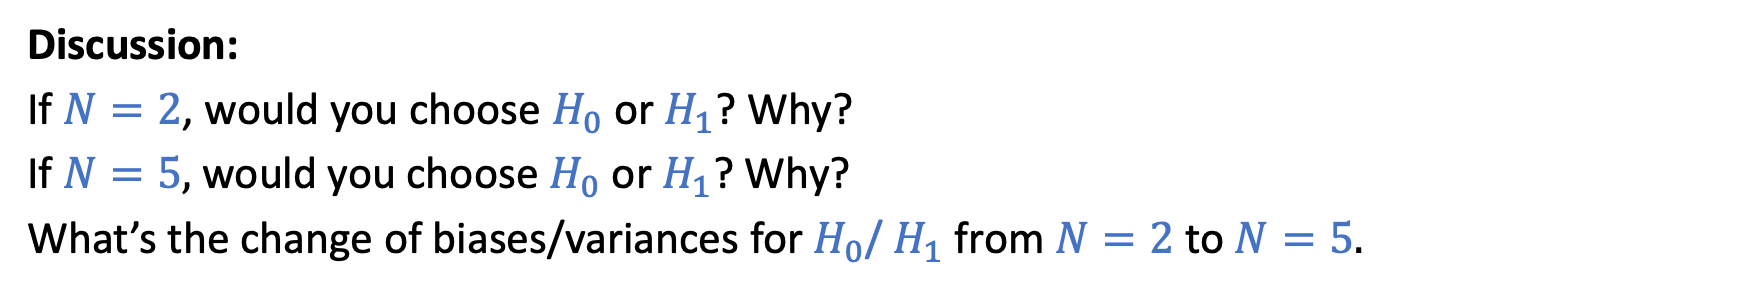 Discussion:
If N = 2, would you choose H₀ or H₁? Why?
If N = 5, would you choose H₀ or H₁? Why?
What’s the change of biases/variances for H₀/ H₁ from N = 2 to N = 5.